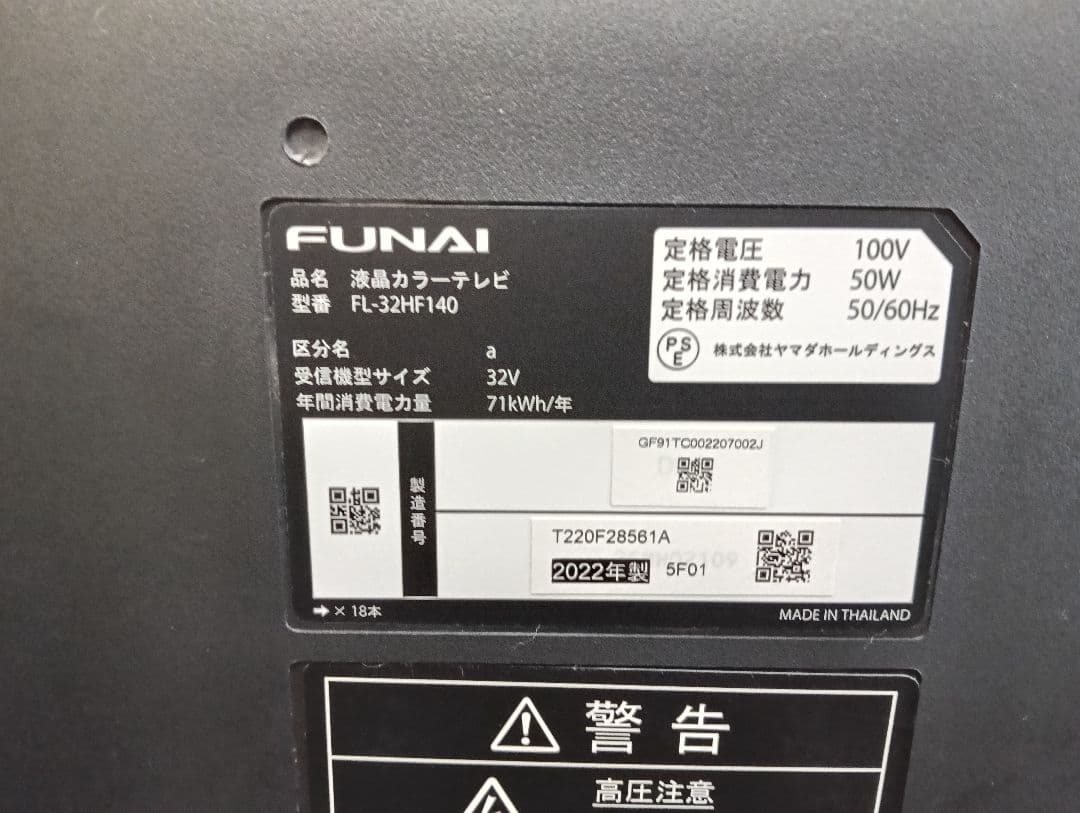 FUNAI
品名 液晶カラーテレビ
型番 FL-32HF140
区分名 a
受信機型サイズ 32V
年間消費電力量 71kWh/年
定格電圧 100V
定格消費電力 50W
定格周波数 50/60Hz
PSE 株式会社ヤマダホールディングス
製造番号
GF91TC002207002J
T220F28561A
2022年製 5F01
➔× 18本
MADE IN THAILAND
警告
高圧注意